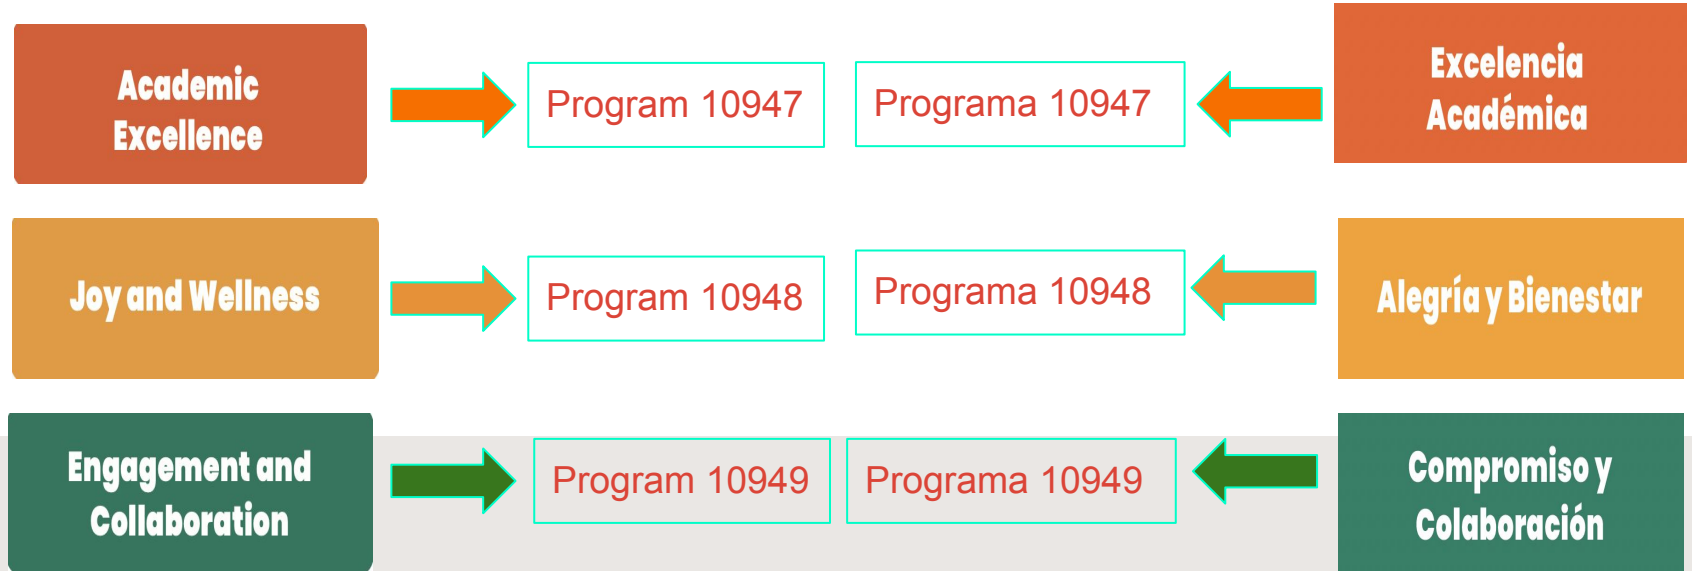 Academic
Excellence
Program 10947
Programa 10947
Excelencia
Académica
Joy and Wellness
Program 10948
Programa 10948
Alegría y Bienestar
Engagement and
Collaboration
Program 10949
Programa 10949
Compromiso y
Colaboración